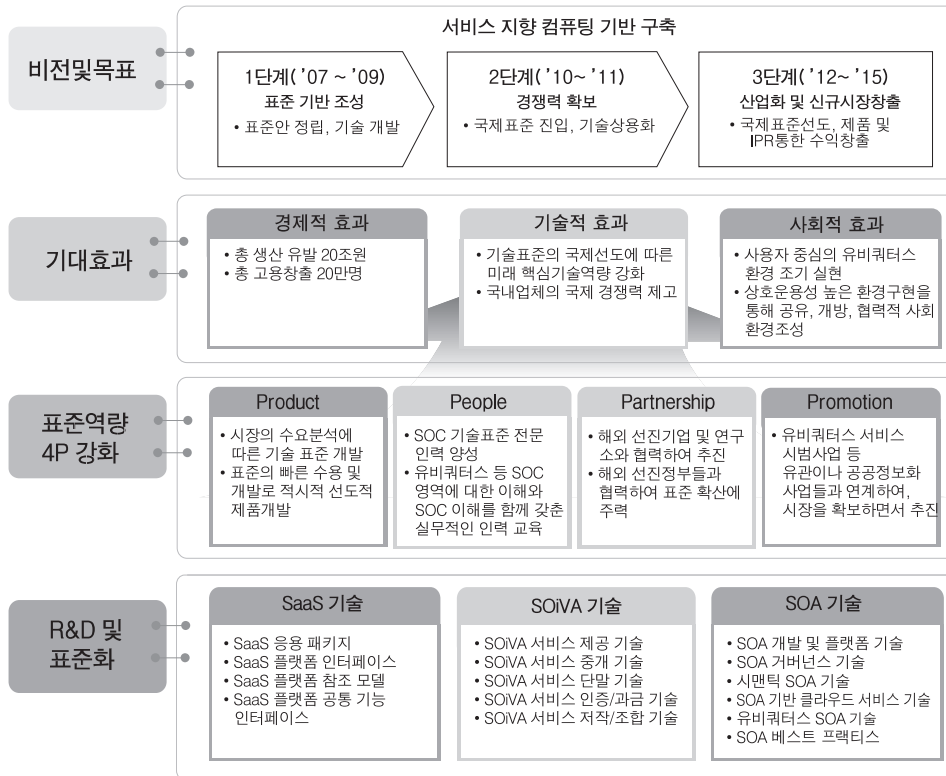 서비스 지향 컴퓨팅 기반 구축
비전및목표
1단계( ’07 ~ ’09)
표준 기반 조성
• 표준안 정립, 기술 개발
2단계( ’10~ ’11)
경쟁력 확보
• 국제표준 진입, 기술상용화
3단계( ’12~ ’15)
산업화 및 신규시장창출
• 국제표준선도, 제품 및
IPR통한 수익창출
기대효과
경제적 효과
• 총 생산 유발 20조원
• 총 고용창출 20만명
기술적 효과
• 기술표준의 국제선도에 따른
미래 핵심기술역량 강화
• 국내업체의 국제 경쟁력 제고
사회적 효과
• 사용자 중심의 유비쿼터스
환경 조기 실현
• 상호운용성 높은 환경구현을
통해 공유, 개방, 협력적 사회
환경조성
표준역량
4P 강화
Product
• 시장의 수요분석에
따른 기술 표준 개발
• 표준의 빠른 수용 및
개발로 적시적 선도적
제품개발
People
• SOC 기술표준 전문
인력 양성
• 유비쿼터스 등 SOC
영역에 대한 이해와
SOC 이해를 함께 갖춘
실무적인 인력 교육
Partnership
• 해외 선진기업 및 연구
소와 협력하여 추진
• 해외 선진정부들과
협력하여 표준 확산에
주력
Promotion
• 유비쿼터스 서비스
시범사업 등
유관이나 공공정보화
사업들과 연계하여,
시장을 확보하면서 추진
R&D 및
표준화
SaaS 기술
• SaaS 응용 패키지
• SaaS 플랫폼 인터페이스
• SaaS 플랫폼 참조 모델
• SaaS 플랫폼 공통 기능
인터페이스
SOiVA 기술
• SOiVA 서비스 제공 기술
• SOiVA 서비스 중개 기술
• SOiVA 서비스 단말 기술
• SOiVA 서비스 인증/과금 기술
• SOiVA 서비스 저작/조합 기술
SOA 기술
• SOA 개발 및 플랫폼 기술
• SOA 거버넌스 기술
• 시맨틱 SOA 기술
• SOA 기반 클라우드 서비스 기술
• 유비쿼터스 SOA 기술
• SOA 베스트 프랙티스